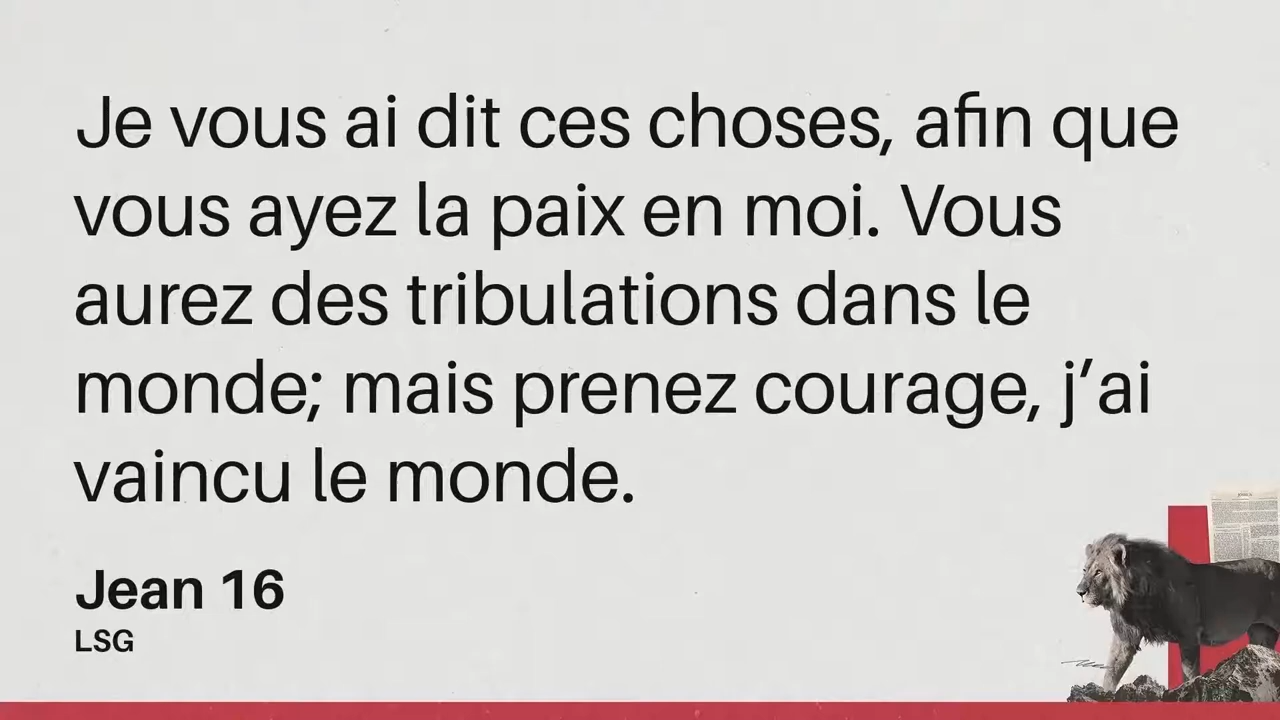 Je vous ai dit ces choses, afin que
vous ayez la paix en moi. Vous
aurez des tribulations dans le
monde; mais prenez courage, j’ai
vaincu le monde.
Jean 16
LSG